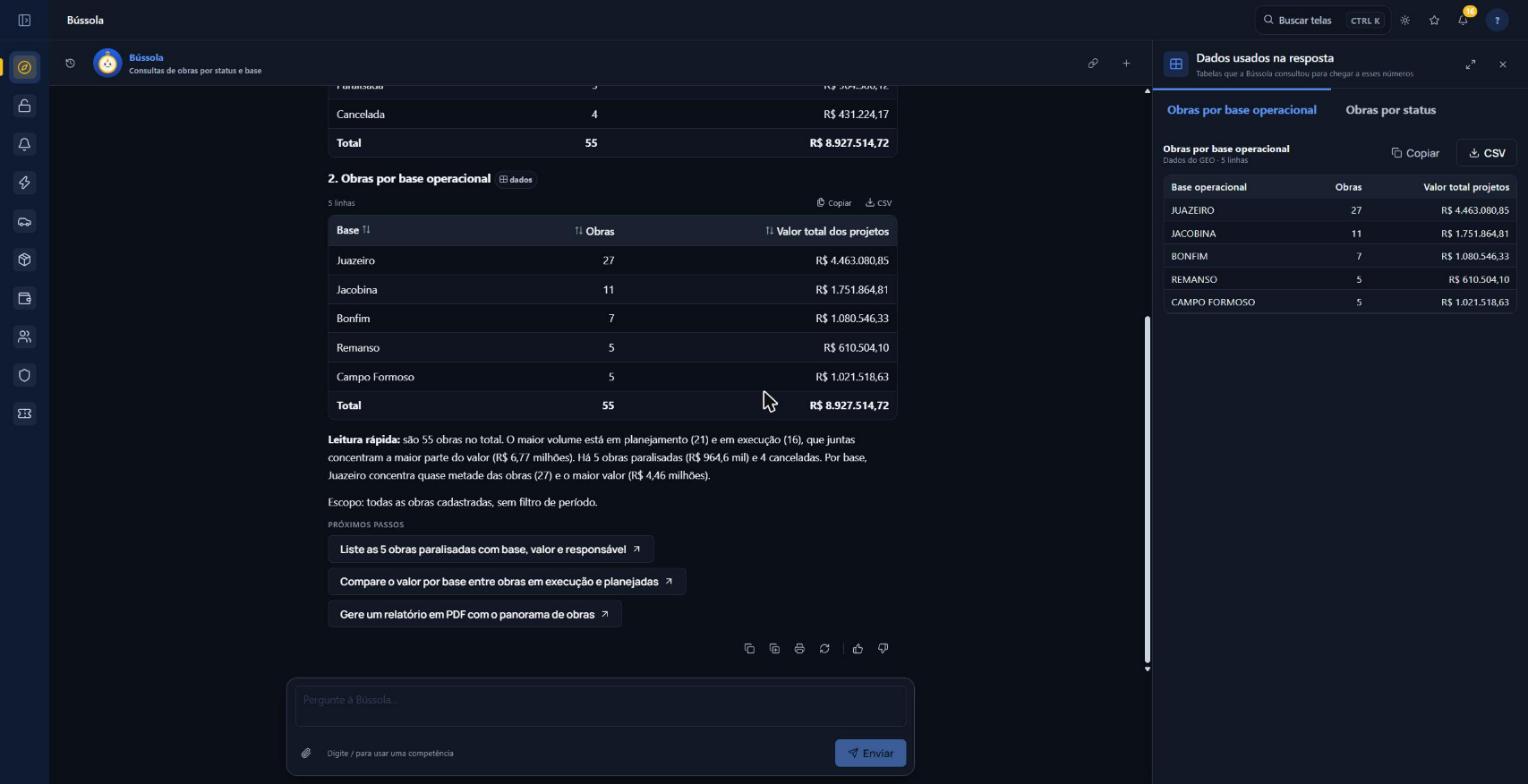 Bússola
Buscar telas CTRL K
16
?
Bússola
Consultas de obras por status e base
Cancelada 4 R$ 431.224,17
Total 55 R$ 8.927.514,72
2. Obras por base operacional dados
5 linhas Copiar CSV
Base Obras Valor total dos projetos
Juazeiro 27 R$ 4.463.080,85
Jacobina 11 R$ 1.751.864,81
Bonfim 7 R$ 1.080.546,33
Remanso 5 R$ 610.504,10
Campo Formoso 5 R$ 1.021.518,63
Total 55 R$ 8.927.514,72
Leitura rápida: são 55 obras no total. O maior volume está em planejamento (21) e em execução (16), que juntas
concentram a maior parte do valor (R$ 6,77 milhões). Há 5 obras paralisadas (R$ 964,6 mil) e 4 canceladas. Por base,
Juazeiro concentra quase metade das obras (27) e o maior valor (R$ 4,46 milhões).
Escopo: todas as obras cadastradas, sem filtro de período.
PRÓXIMOS PASSOS
Liste as 5 obras paralisadas com base, valor e responsável
Compare o valor por base entre obras em execução e planejadas
Gere um relatório em PDF com o panorama de obras
Pergunte à Bússola...
Digite / para usar uma competência
Enviar
Dados usados na resposta
Tabelas que a Bússola consultou para chegar a esses números
Obras por base operacional Obras por status
Obras por base operacional
Dados do GEO · 5 linhas
Copiar CSV
Base operacional Obras Valor total projetos
JUAZEIRO 27 R$ 4.463.080,85
JACOBINA 11 R$ 1.751.864,81
BONFIM 7 R$ 1.080.546,33
REMANSO 5 R$ 610.504,10
CAMPO FORMOSO 5 R$ 1.021.518,63